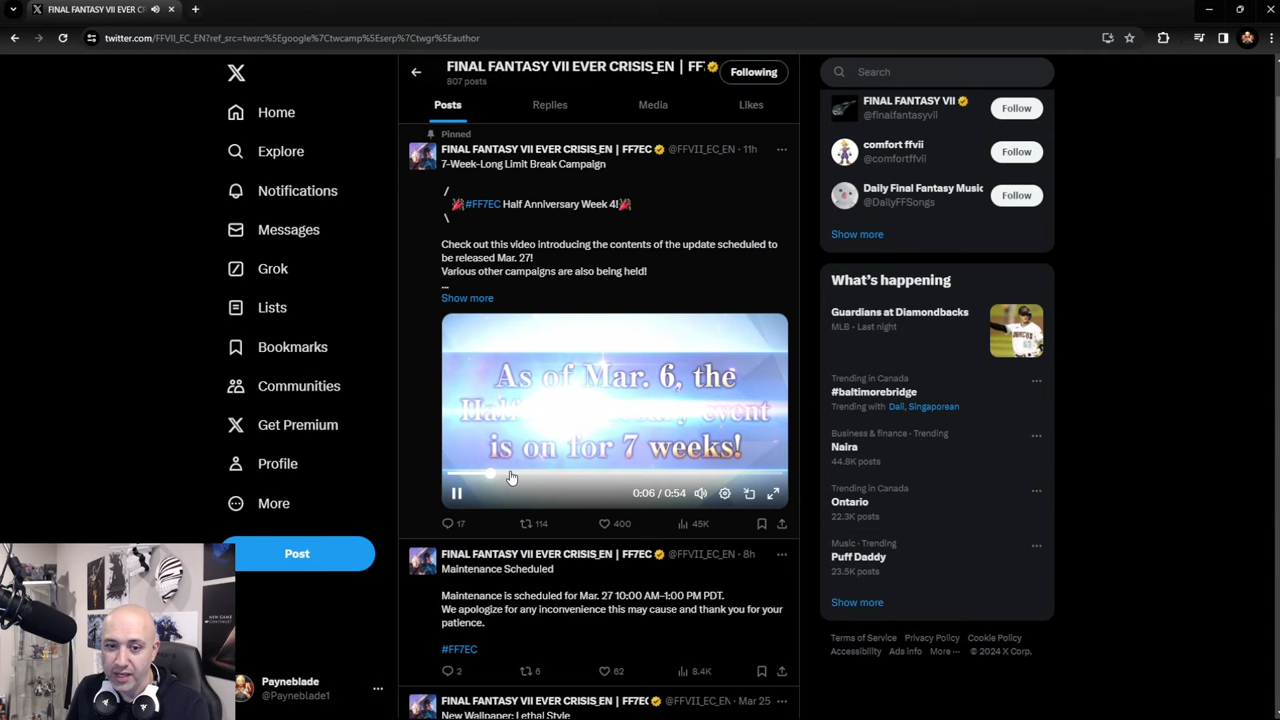 FINAL FANTASY VII EVER CR
twitter.com/FFVII_EC_EN?ref_src=twsrc%5Egoogle%7Ctwcamp%5Eserp%7Ctwgr%5Eauthor
X
Home
Explore
Notifications
Messages
Grok
Lists
Bookmarks
Communities
Get Premium
Profile
More
Post
Payneblade
@Payneblade1
FINAL FANTASY VII EVER CRISIS_EN | FF7
807 posts
Following
Posts
Replies
Media
Likes
Pinned
FINAL FANTASY VII EVER CRISIS_EN | FF7EC @FFVII_EC_EN · 11h
7-Week-Long Limit Break Campaign
/
🎉#FF7EC Half Anniversary Week 4!🎉
\
Check out this video introducing the contents of the update scheduled to
be released Mar. 27!
Various other campaigns are also being held!
...
Show more
As of Mar. 6, the
event
is on for 7 weeks!
0:06 / 0:54
17
114
400
45K
FINAL FANTASY VII EVER CRISIS_EN | FF7EC @FFVII_EC_EN · 8h
Maintenance Scheduled
Maintenance is scheduled for Mar. 27 10:00 AM–1:00 PM PDT.
We apologize for any inconvenience this may cause and thank you for your
patience.
#FF7EC
2
6
62
8.4K
FINAL FANTASY VII EVER CRISIS_EN | FF7EC @FFVII_EC_EN · Mar 25
New Wallpaper: Lethal Style
Search
FINAL FANTASY VII
@finalfantasyvii
Follow
comfort ffvii
@comfortffvii
Follow
Daily Final Fantasy Music
@DailyFFSongs
Follow
Show more
What's happening
Guardians at Diamondbacks
MLB · Last night
Trending in Canada
#baltimorebridge
Trending with Dali, Singaporean
Business & finance · Trending
Naira
44.8K posts
Trending in Canada
Ontario
22.3K posts
Music · Trending
Puff Daddy
23.5K posts
Show more
Terms of Service Privacy Policy Cookie Policy
Accessibility Ads info More ... © 2024 X Corp.
NEW GAME
CONTINUE